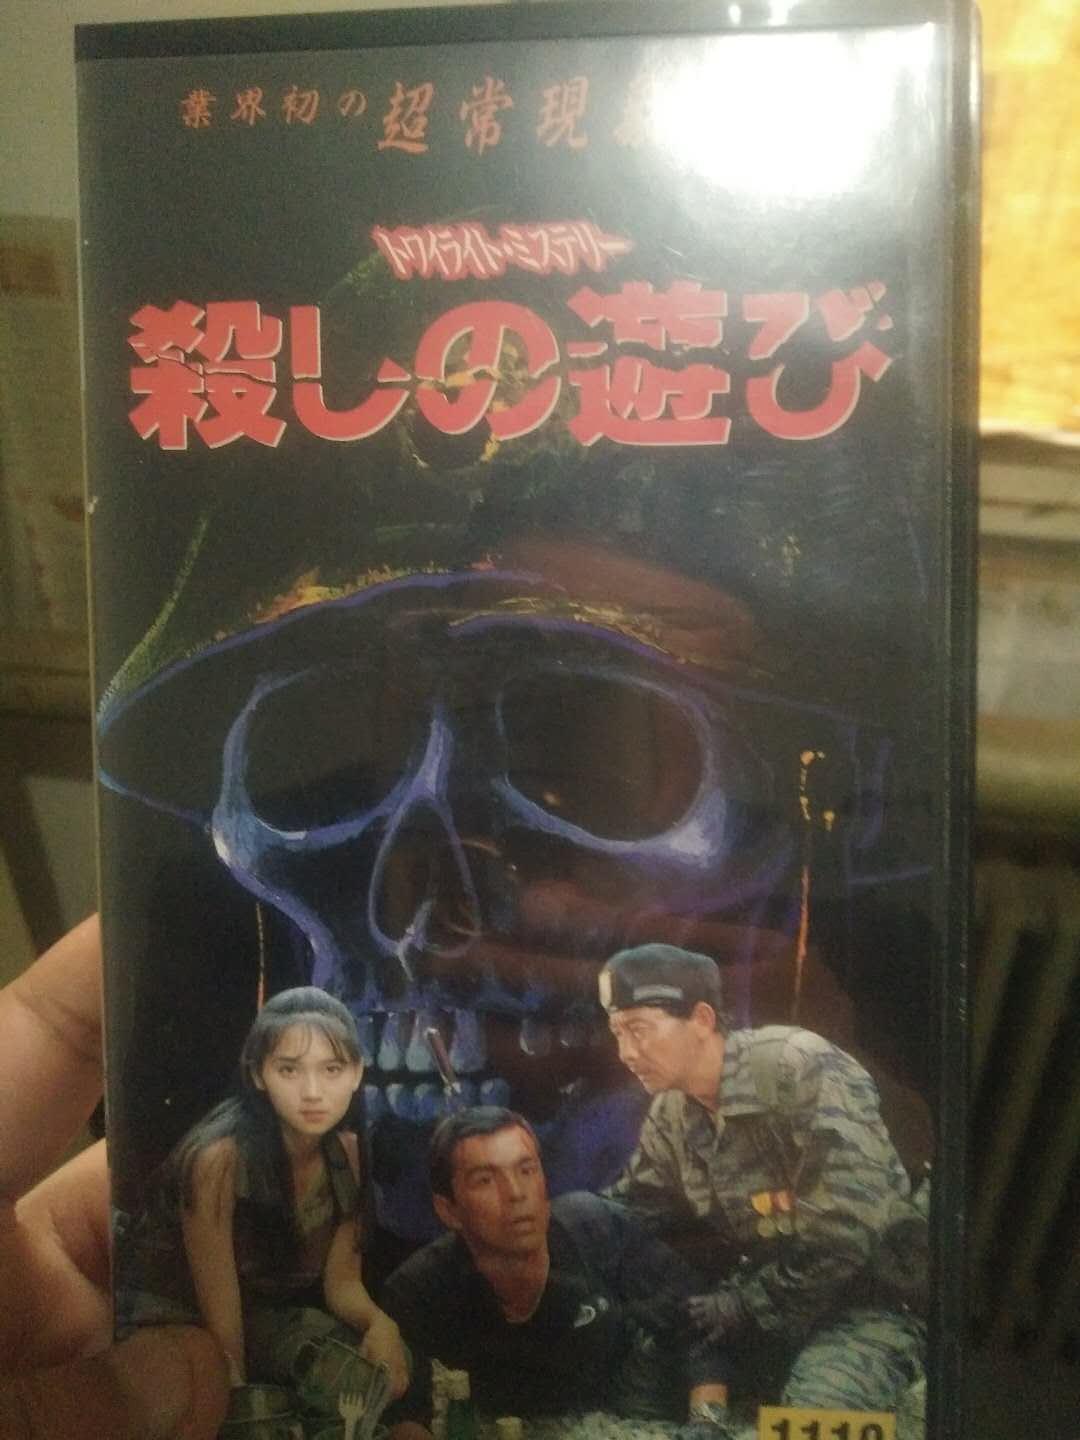 業界初の超常現
トワイライト・ミステリー
殺しの遊び
1110